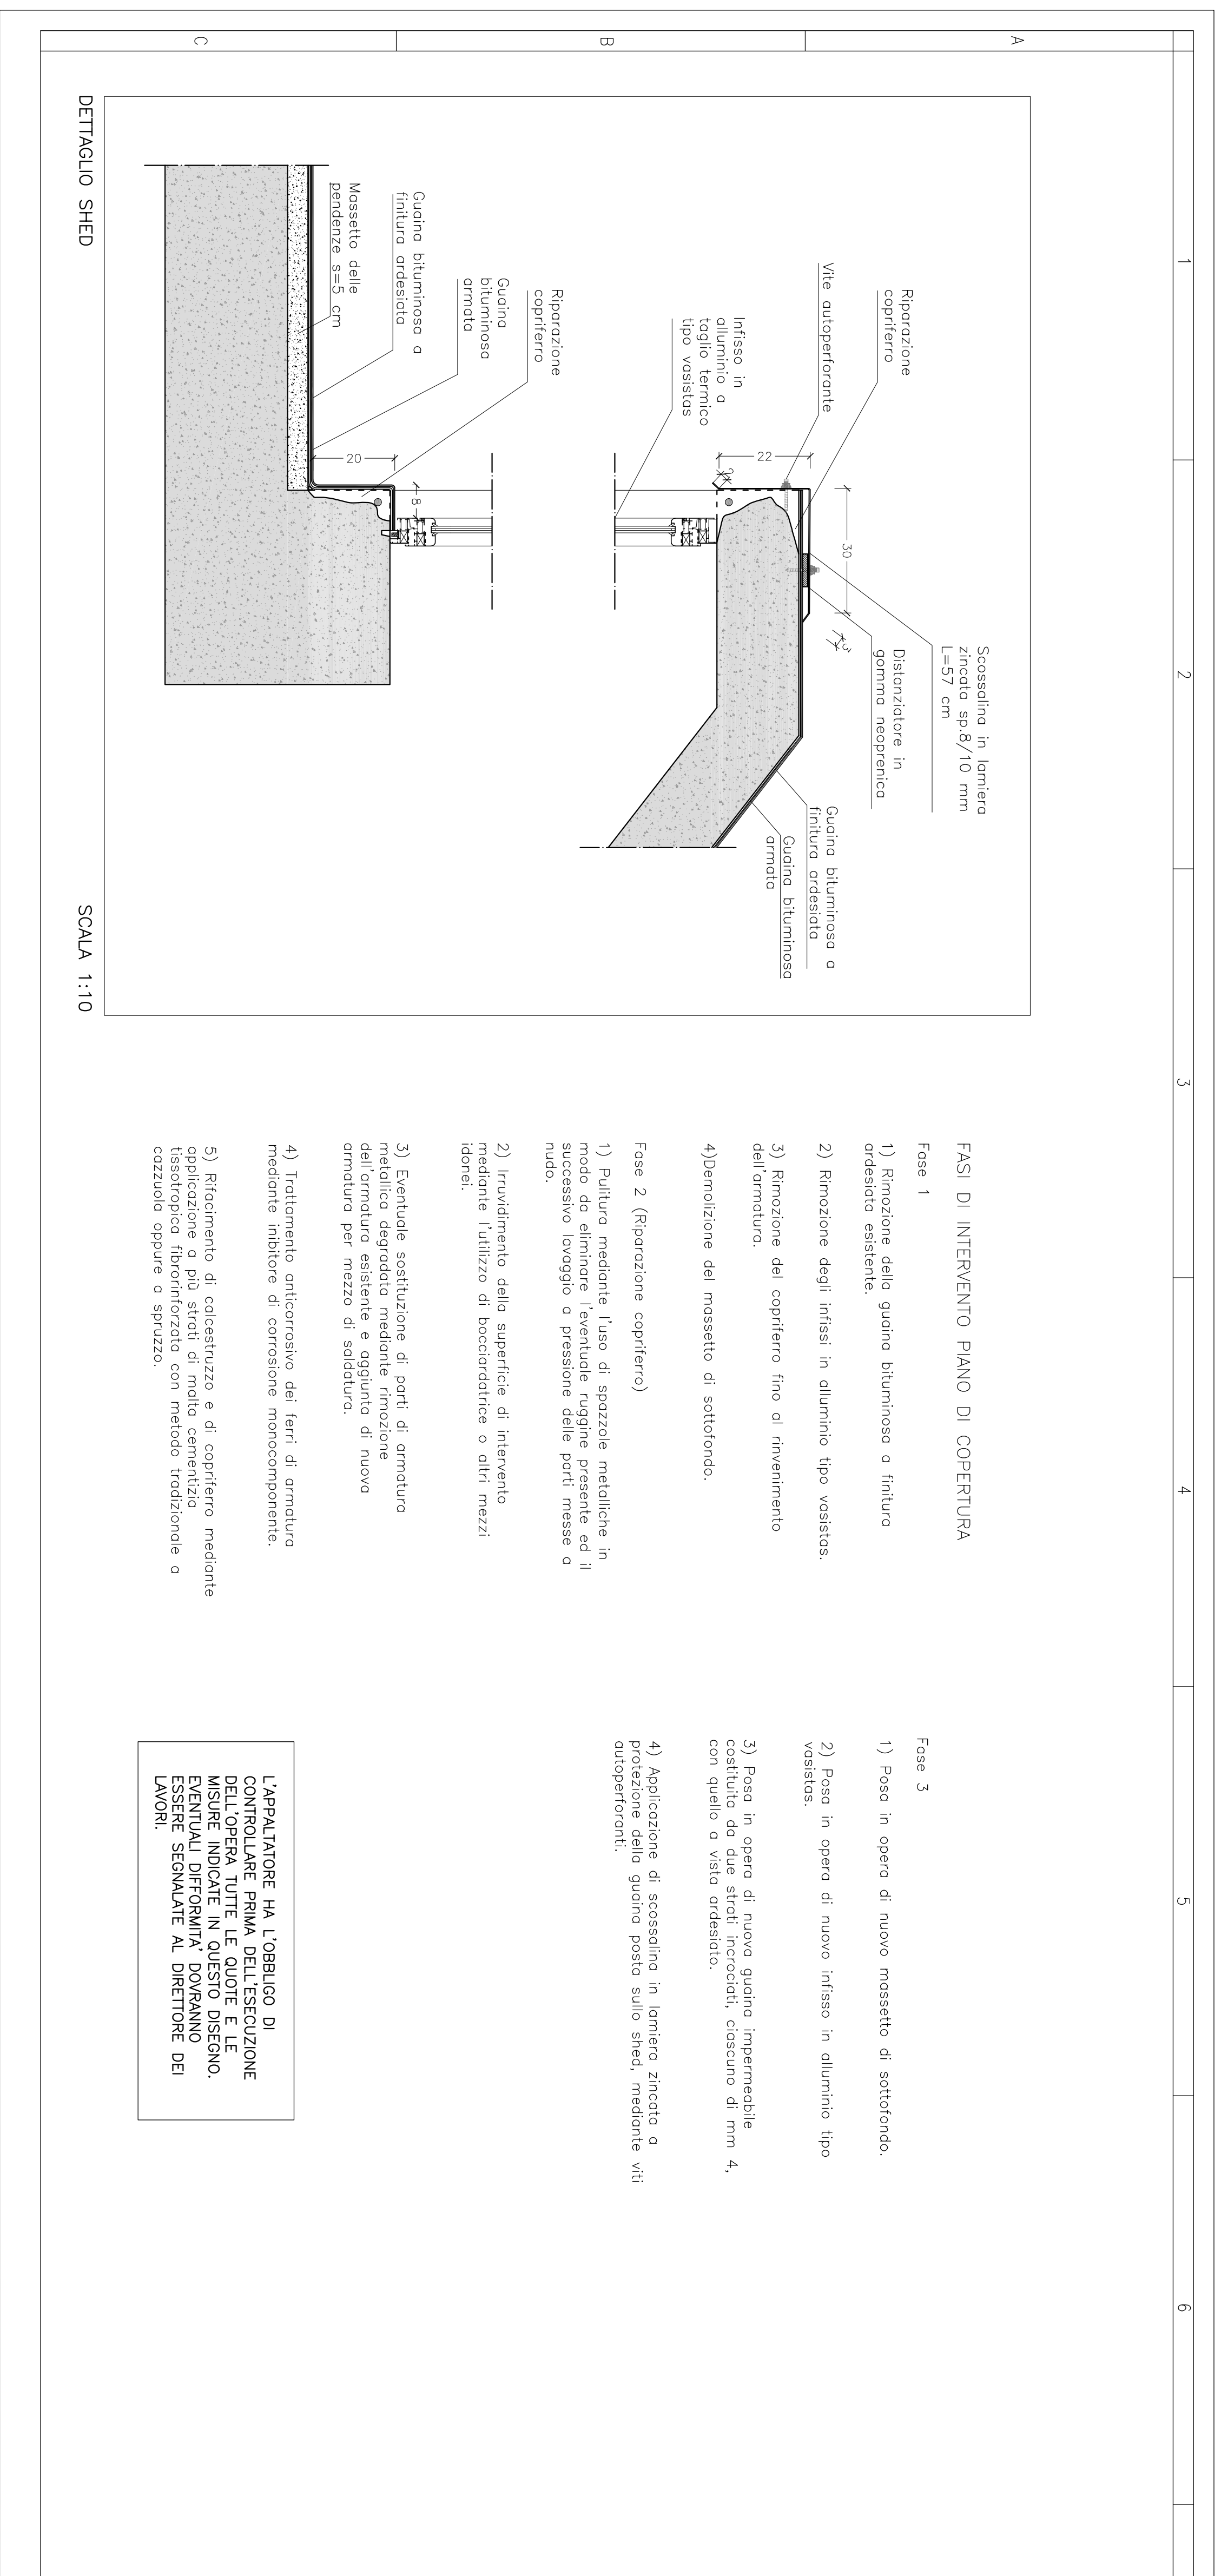 1
2
3
4
5
6
A
B
C
Scossalina in lamiera
zincata sp.8/10 mm
L=57 cm
Distanziatore in
gomma neoprenica
Guaina bituminosa a
finitura ardesiata
Guaina bituminosa
armata
Riparazione
copriferro
Vite autoperforante
30
3
22
2
Infisso in
alluminio a
taglio termico
tipo vasistas
Riparazione
copriferro
Guaina
bituminosa
armata
Guaina bituminosa a
finitura ardesiata
Massetto delle
pendenze s=5 cm
8
20
DETTAGLIO SHED
SCALA 1:10
FASI DI INTERVENTO PIANO DI COPERTURA
Fase 1
1) Rimozione della guaina bituminosa a finitura
ardesiata esistente.
2) Rimozione degli infissi in alluminio tipo vasistas.
3) Rimozione del copriferro fino al rinvenimento
dell'armatura.
4)Demolizione del massetto di sottofondo.
Fase 2 (Riparazione copriferro)
1) Pulitura mediante l'uso di spazzole metalliche in
modo da eliminare l'eventuale ruggine presente ed il
successivo lavaggio a pressione delle parti messe a
nudo.
2) Irruvidimento della superficie di intervento
mediante l'utilizzo di bocciardatrice o altri mezzi
idonei.
3) Eventuale sostituzione di parti di armatura
metallica degradata mediante rimozione
dell'armatura esistente e aggiunta di nuova
armatura per mezzo di saldatura.
4) Trattamento anticorrosivo dei ferri di armatura
mediante inibitore di corrosione monocomponente.
5) Rifacimento di calcestruzzo e di copriferro mediante
applicazione a più strati di malta cementizia
tissotropica fibrorinforzata con metodo tradizionale a
cazzuola oppure a spruzzo.
Fase 3
1) Posa in opera di nuovo massetto di sottofondo.
2) Posa in opera di nuovo infisso in alluminio tipo
vasistas.
3) Posa in opera di nuova guaina impermeabile
costituita da due strati incrociati, ciascuno di mm 4,
con quello a vista ardesiato.
4) Applicazione di scossalina in lamiera zincata a
protezione della guaina posta sullo shed, mediante viti
autoperforanti.
L'APPALTATORE HA L'OBBLIGO DI
CONTROLLARE PRIMA DELL'ESECUZIONE
DELL'OPERA TUTTE LE QUOTE E LE
MISURE INDICATE IN QUESTO DISEGNO.
EVENTUALI DIFFORMITA' DOVRANNO
ESSERE SEGNALATE AL DIRETTORE DEI
LAVORI.